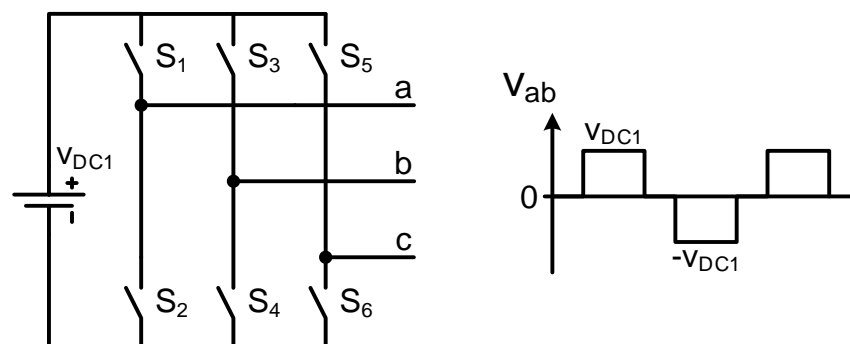 S1 S3 S5
a
vDC1
+
b
-
c
S2 S4 S6
Vab
vDC1
0
-vDC1